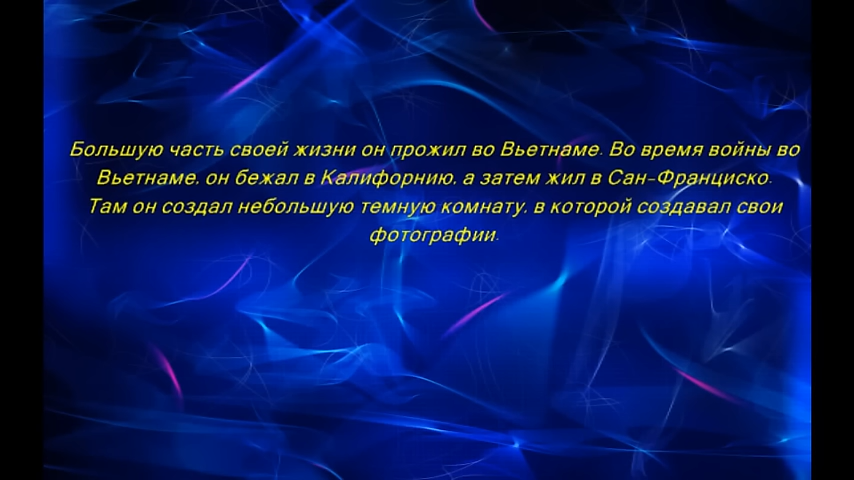 Большую часть своей жизни он прожил во Вьетнаме. Во время войны во
Вьетнаме, он бежал в Калифорнию, а затем жил в Сан-Франциско.
Там он создал небольшую темную комнату, в которой создавал свои
фотографии.